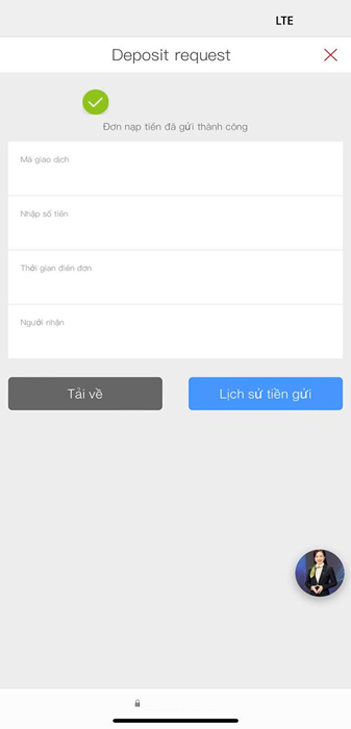 LTE
Deposit request
Đơn nạp tiền đã gửi thành công
Mã giao dịch
Nhập số tiền
Thời gian điền đơn
Người nhận
Tải về
Lịch sử tiền gửi